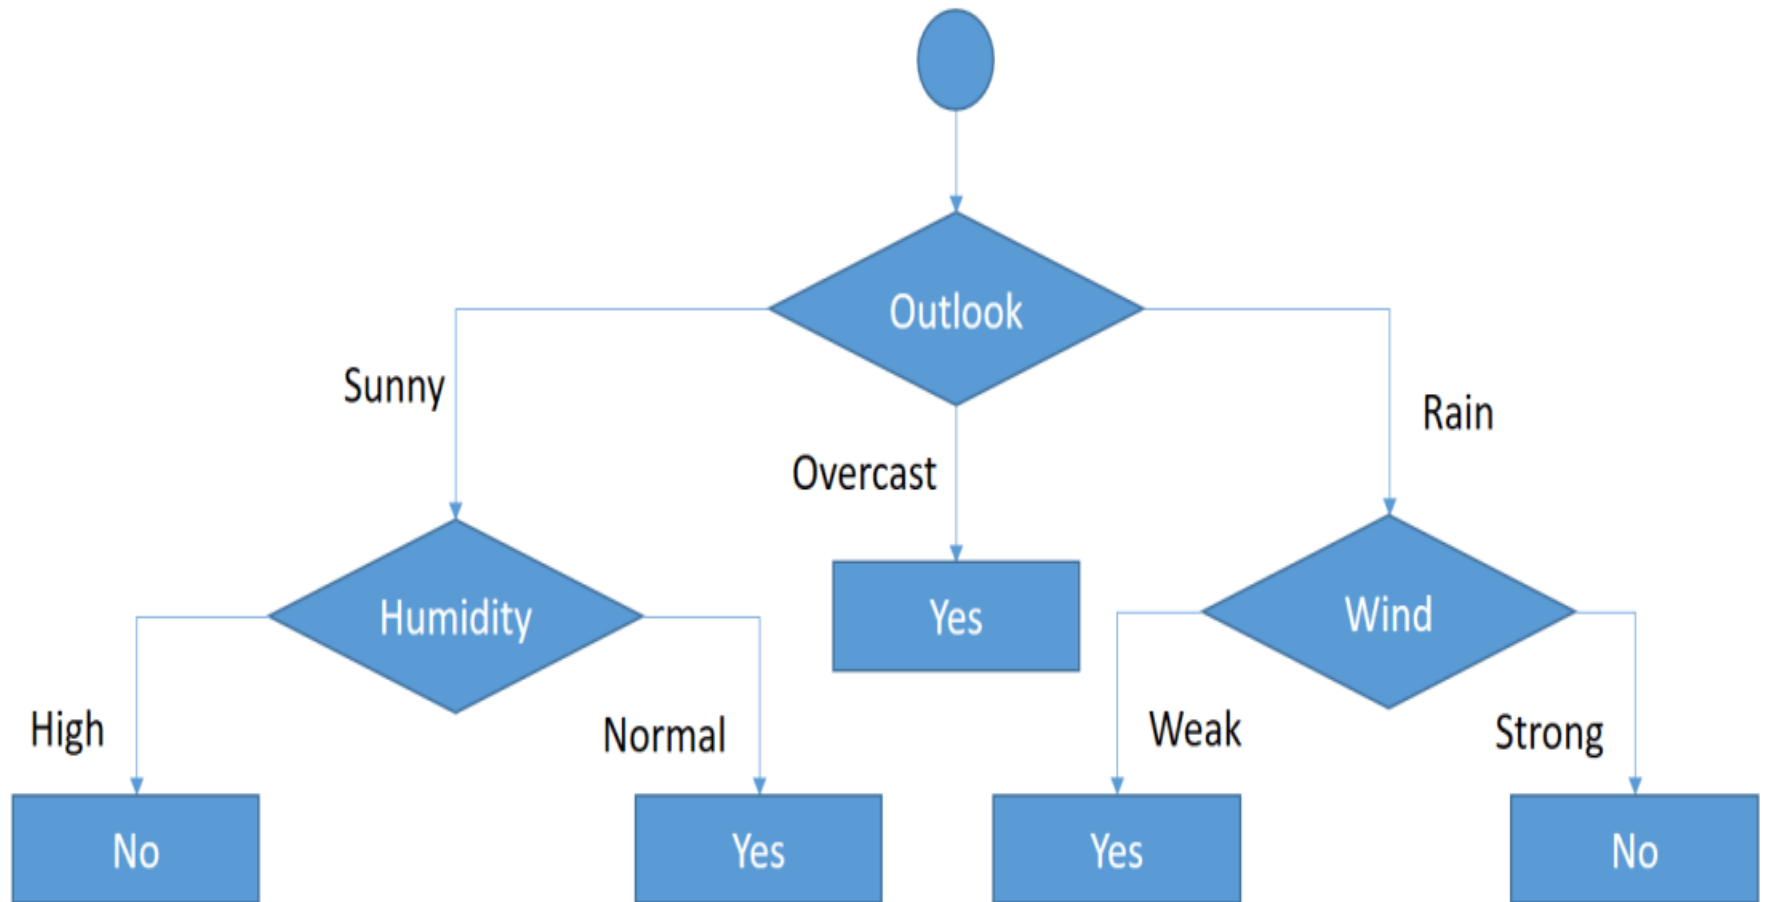 Outlook
Sunny
Overcast
Rain
Humidity
Yes
Wind
High
Normal
Weak
Strong
No
Yes
Yes
No